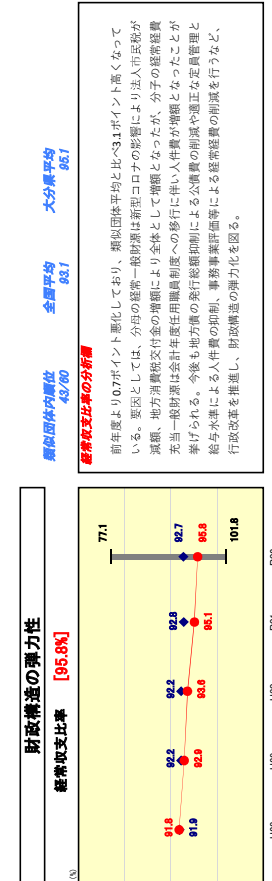 財政構造の弾力性
経常収支比率 [95.8%]
(%)
77.1
92.7
95.8
101.8
92.8
95.1
92.2
93.6
92.2
92.9
91.8
91.9
類似団体内順位
43/60
全国平均
93.1
大分県平均
95.1
経常収支比率の分析欄
前年度より0.7ポイント悪化しており、類似団体平均と比べ3.1ポイント高くなって
いる。要因としては、分母の経常一般財源は新型コロナの影響により法人市民税が
減額、地方消費税交付金の増額により全体として増額となったが、分子の経常経費
充当一般財源は会計年度任用職員制度への移行に伴い人件費が増額となったことが
挙げられる。今後も地方債の発行総額抑制による公債費の削減や適正な定員管理と
給与水準による人件費の抑制、事務事業評価等による経常経費の削減を行うなど、
行政改革を推進し、財政構造の弾力化を図る。